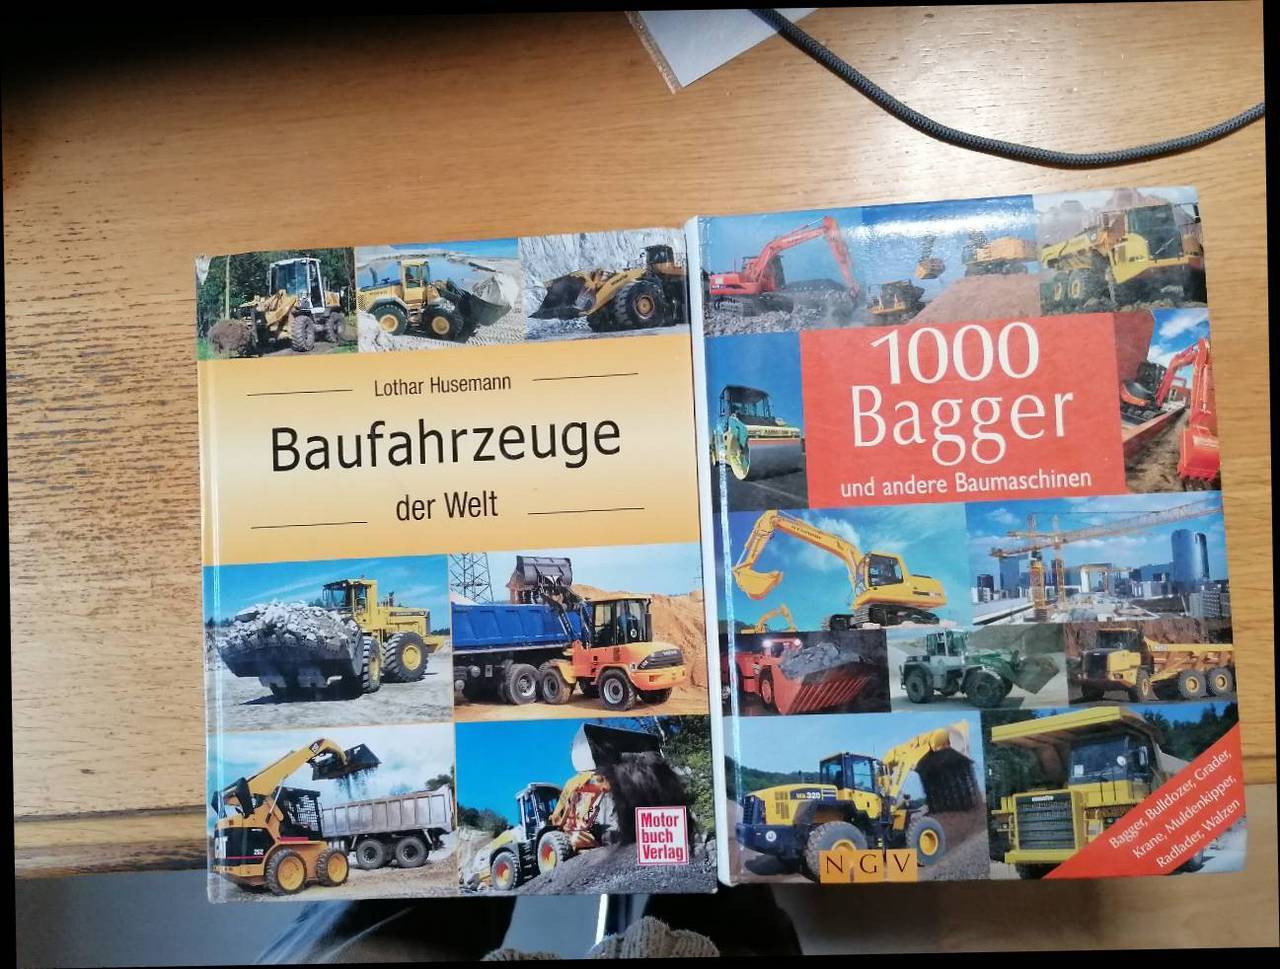 Lothar Husemann
Baufahrzeuge
der Welt
Motor
buch
Verlag
1000
Bagger
und andere Baumaschinen
Bagger, Bulldozer, Grader,
Krane, Muldenkipper,
Radlader, Walzen
NGV